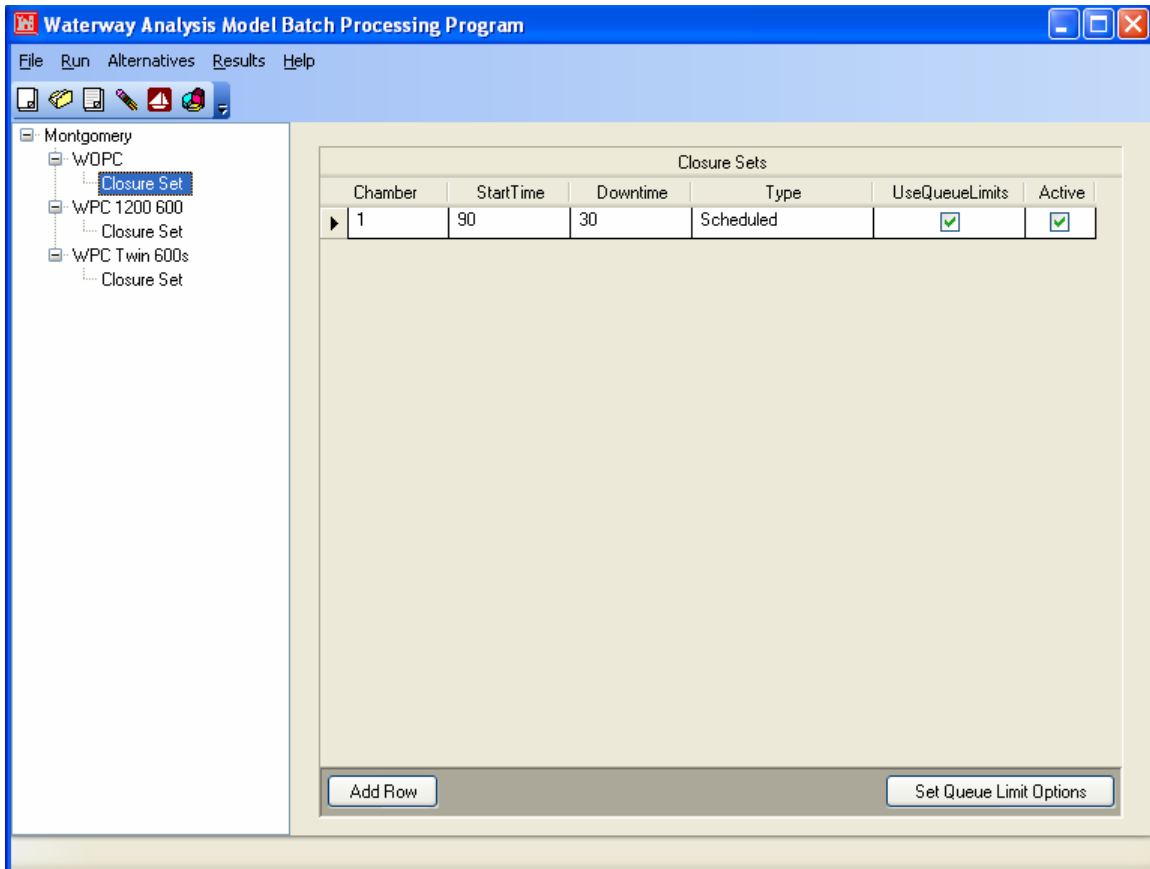 Waterway Analysis Model Batch Processing Program
File Run Alternatives Results Help
Montgomery
WOPC
Closure Set
WPC 1200 600
Closure Set
WPC Twin 600s
Closure Set
Closure Sets
Chamber StartTime Downtime Type UseQueueLimits Active
1 90 30 Scheduled
Add Row Set Queue Limit Options